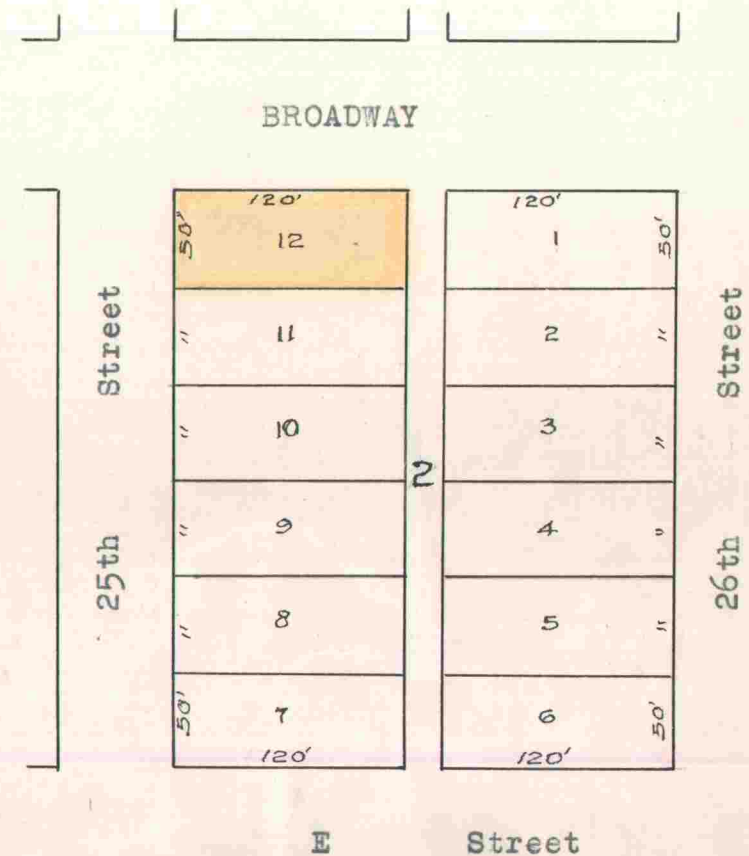 BROADWAY
120' 120'
50' 12 1 50'
" 11 2 "
" 10 3 "
2
" 9 4 "
" 8 5 "
50' 7 6 50'
120' 120'
25th Street
26th Street
E Street